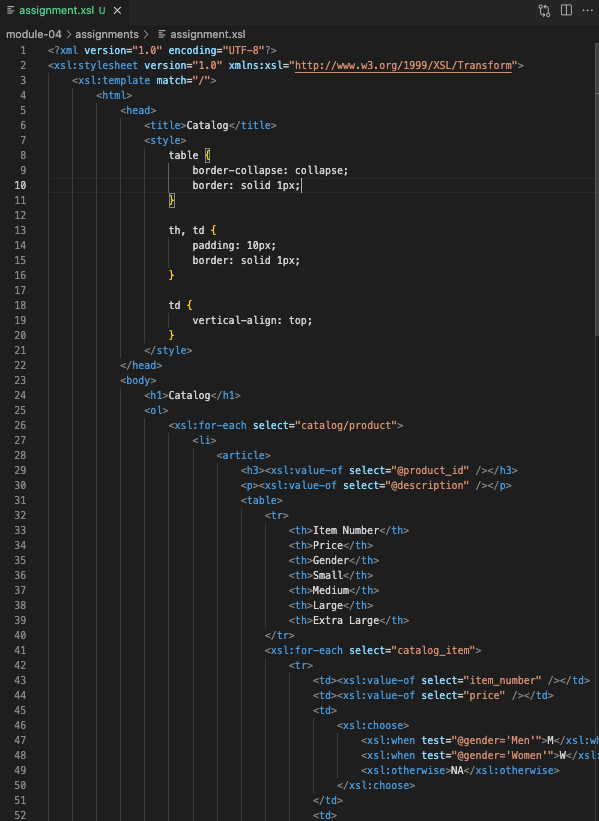 assignment.xsl U ×
module-04 > assignments > assignment.xsl
1 <?xml version="1.0" encoding="UTF-8"?>
2 <xsl:stylesheet version="1.0" xmlns:xsl="http://www.w3.org/1999/XSL/Transform">
3 <xsl:template match="/">
4 <html>
5 <head>
6 <title>Catalog</title>
7 <style>
8 table {
9 border-collapse: collapse;
10 border: solid 1px;
11 }
12
13 th, td {
14 padding: 10px;
15 border: solid 1px;
16 }
17
18 td {
19 vertical-align: top;
20 }
21 </style>
22 </head>
23 <body>
24 <h1>Catalog</h1>
25 <ol>
26 <xsl:for-each select="catalog/product">
27 <li>
28 <article>
29 <h3><xsl:value-of select="@product_id" /></h3>
30 <p><xsl:value-of select="@description" /></p>
31 <table>
32 <tr>
33 <th>Item Number</th>
34 <th>Price</th>
35 <th>Gender</th>
36 <th>Small</th>
37 <th>Medium</th>
38 <th>Large</th>
39 <th>Extra Large</th>
40 </tr>
41 <xsl:for-each select="catalog_item">
42 <tr>
43 <td><xsl:value-of select="item_number" /></td>
44 <td><xsl:value-of select="price" /></td>
45 <td>
46 <xsl:choose>
47 <xsl:when test="@gender='Men'">M</xsl:wh
48 <xsl:when test="@gender='Women'">W</xsl
49 <xsl:otherwise>NA</xsl:otherwise>
50 </xsl:choose>
51 </td>
52 <td>